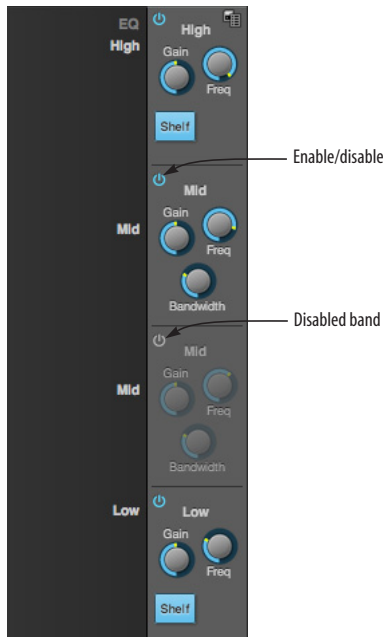 EQ
High
High
Gain
Freq
Shelf
Enable/disable
Mid
Mid
Gain
Freq
Bandwidth
Disabled band
Mid
Mid
Gain
Freq
Bandwidth
Low
Low
Gain
Freq
Shelf